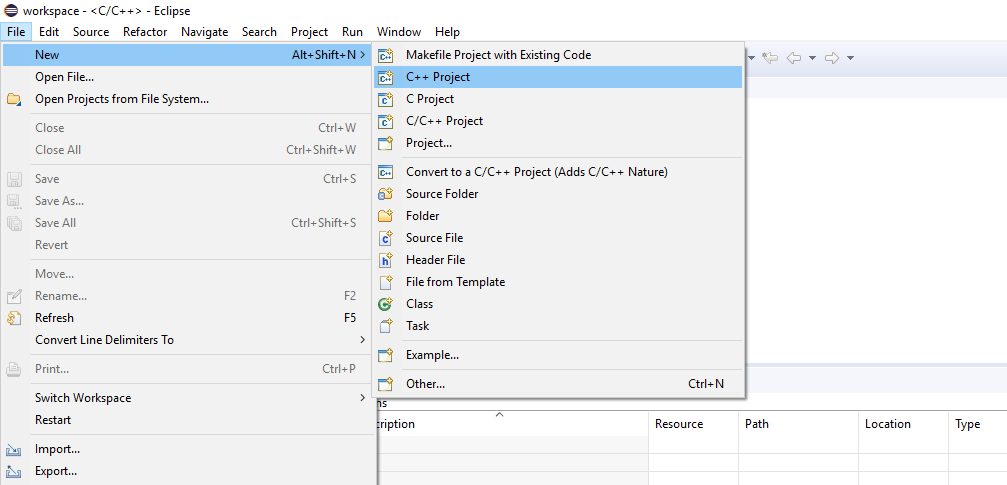 workspace - <C/C++> - Eclipse
File Edit Source Refactor Navigate Search Project Run Window Help
New Alt+Shift+N
Open File...
Open Projects from File System...
Close Ctrl+W
Close All Ctrl+Shift+W
Save Ctrl+S
Save As...
Save All Ctrl+Shift+S
Revert
Move...
Rename... F2
Refresh F5
Convert Line Delimiters To
Print... Ctrl+P
Switch Workspace
Restart
Import...
Export...
Makefile Project with Existing Code
C++ Project
C Project
C/C++ Project
Project...
Convert to a C/C++ Project (Adds C/C++ Nature)
Source Folder
Folder
Source File
Header File
File from Template
Class
Task
Example...
Other... Ctrl+N
ms
cription Resource Path Location Type